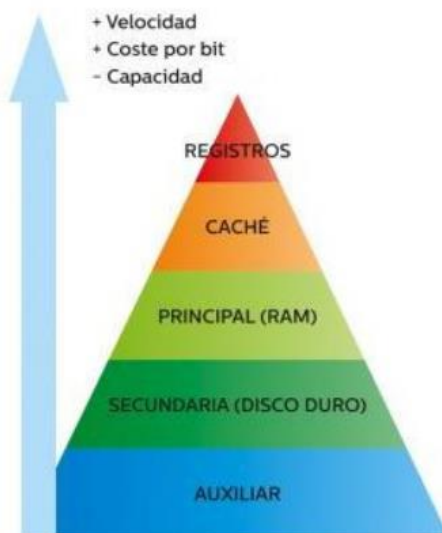 + Velocidad
+ Coste por bit
- Capacidad
REGISTROS
CACHÉ
PRINCIPAL (RAM)
SECUNDARIA (DISCO DURO)
AUXILIAR